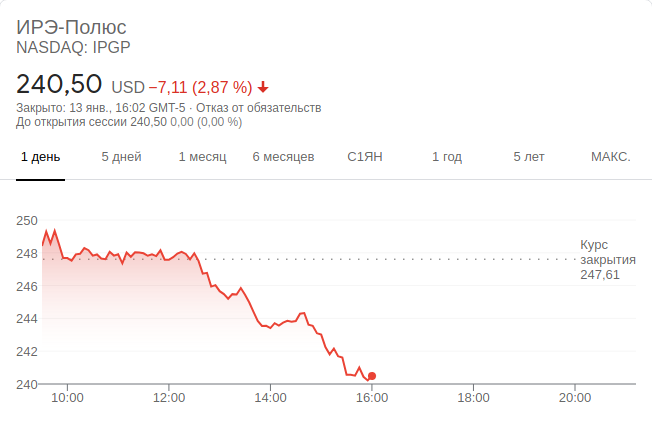 ИРЭ-Полюс
NASDAQ: IPGP
240,50 USD −7,11 (2,87 %)
Закрыто: 13 янв., 16:02 GMT-5 · Отказ от обязательств
До открытия сессии 240,50 0,00 (0,00 %)
1 день 5 дней 1 месяц 6 месяцев С1ЯН 1 год 5 лет МАКС.
250
248
246
244
242
240
Курс
закрытия
247,61
10:00 12:00 14:00 16:00 18:00 20:00